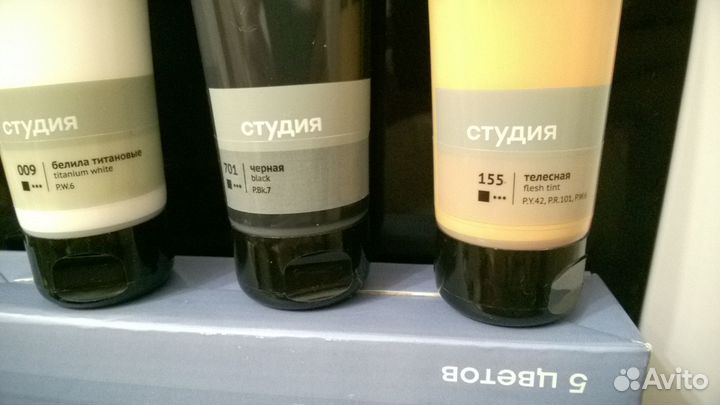 студия
009
белила титановые
titanium white
P.W.6
студия
701
черная
black
P.Bk.7
студия
155
телесная
flesh tint
P.Y.42, P.R.101, P.W.6
5 цветов
Avito